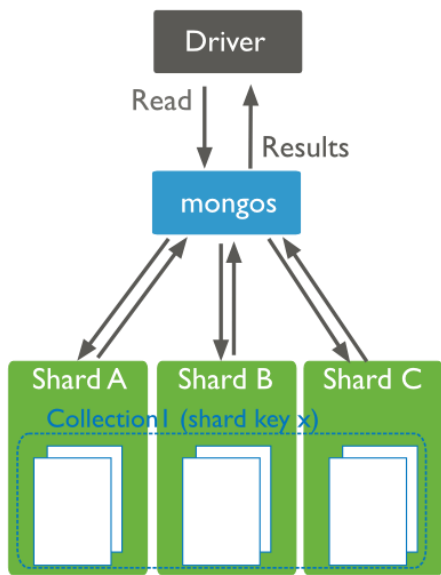 Driver
Read
Results
mongos
Shard A
Shard B
Shard C
Collection1 (shard key x)